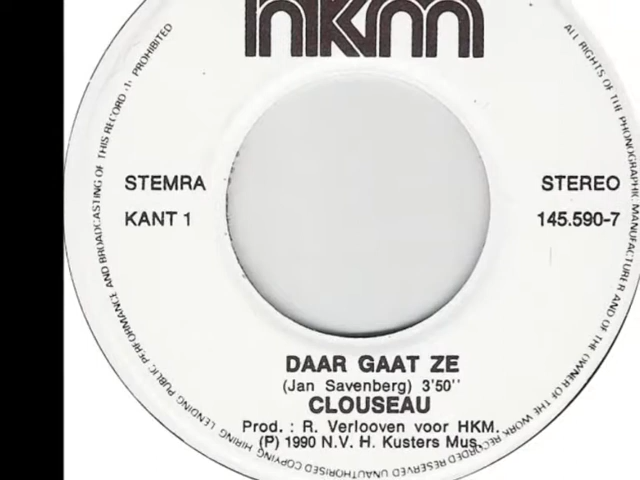 hkm
STEMRA
STEREO
KANT 1
145.590-7
DAAR GAAT ZE
(Jan Savenberg) 3'50''
CLOUSEAU
Prod. : R. Verlooven voor HKM.
(P) 1990 N.V. H. Kusters Mus.
ALL RIGHTS OF THE PHONOGRAPHIC MANUFACTURER AND OF THE OWNER OF THE WORK RECORDED RESERVED UNAUTHORISED COPYING HIRING LENDING PUBLIC PERFORMANCE AND BROADCASTING OF THIS RECORD PROHIBITED